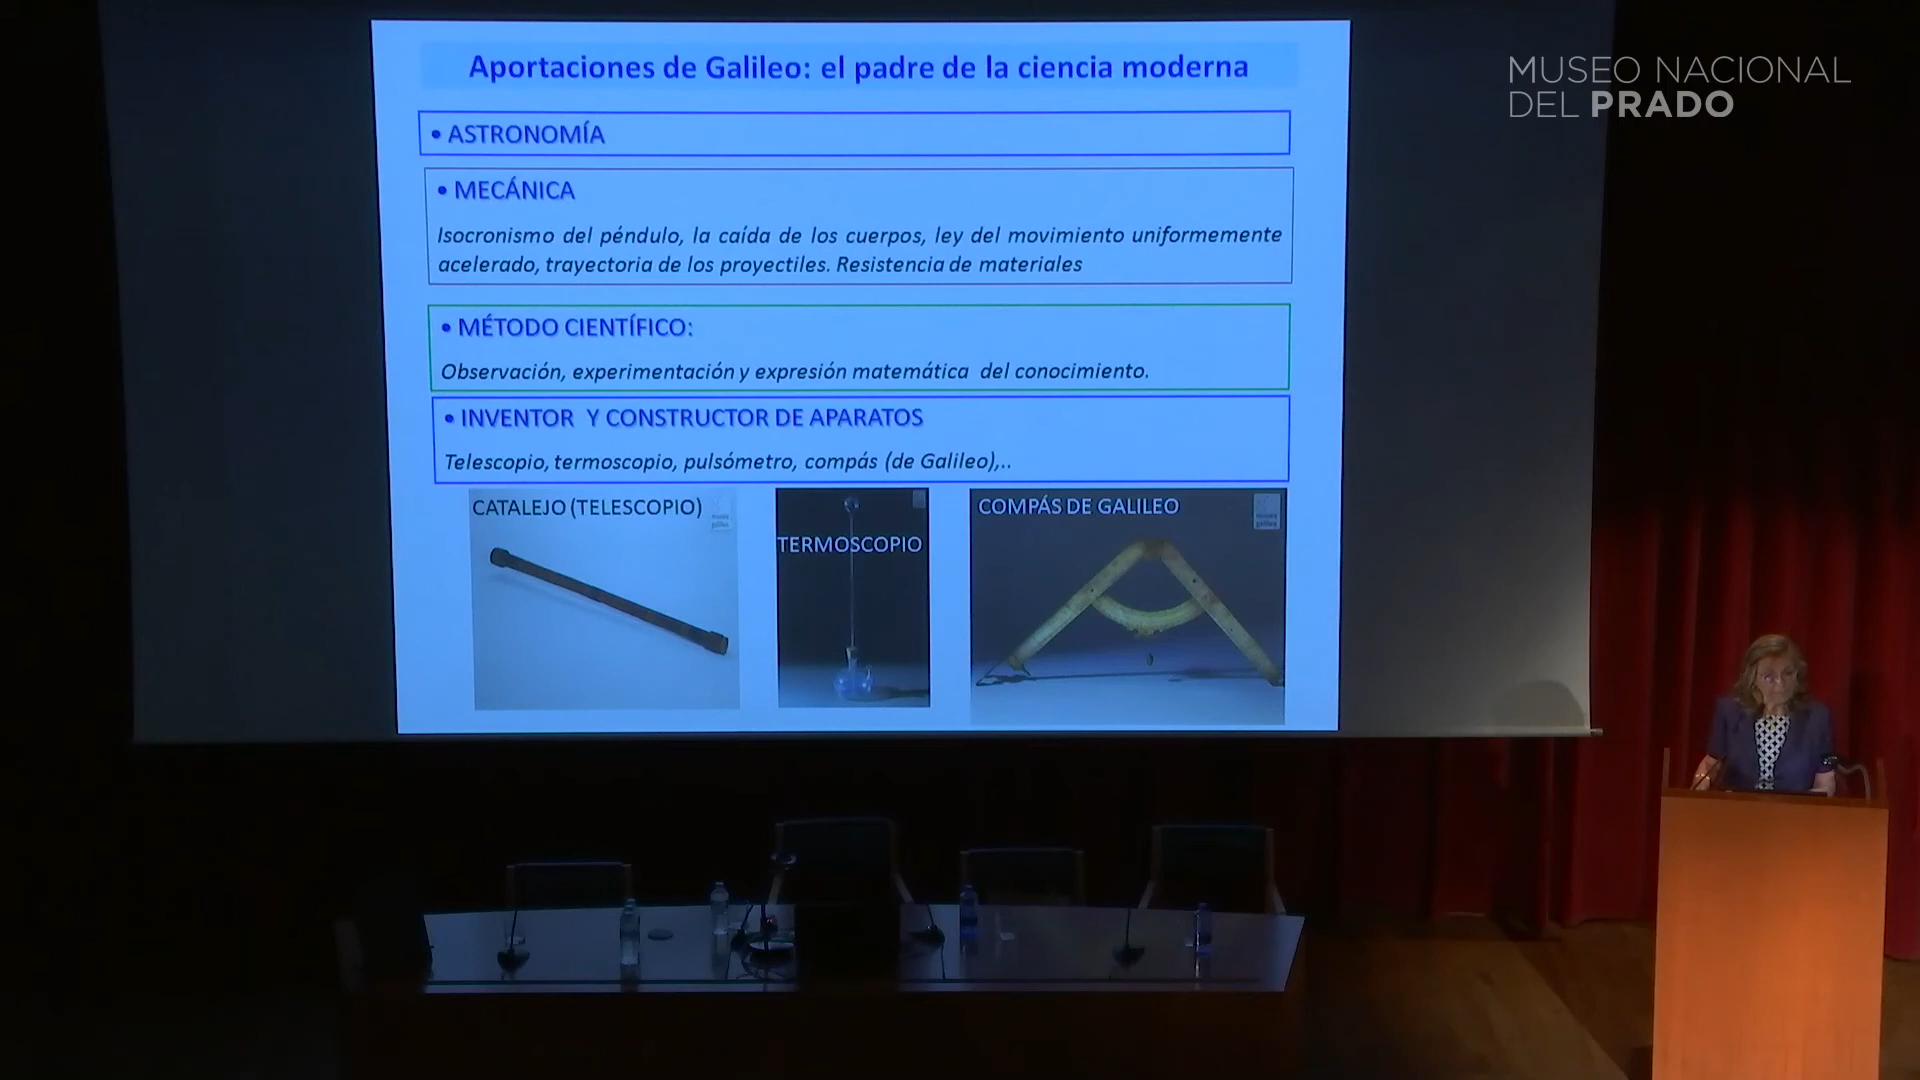 Aportaciones de Galileo: el padre de la ciencia moderna
MUSEO NACIONAL
DEL PRADO
• ASTRONOMÍA
• MECÁNICA
Isocronismo del péndulo, la caída de los cuerpos, ley del movimiento uniformemente
acelerado, trayectoria de los proyectiles. Resistencia de materiales
• MÉTODO CIENTÍFICO:
Observación, experimentación y expresión matemática del conocimiento.
• INVENTOR Y CONSTRUCTOR DE APARATOS
Telescopio, termoscopio, pulsómetro, compás (de Galileo),..
CATALEJO (TELESCOPIO)
TERMOSCOPIO
COMPÁS DE GALILEO